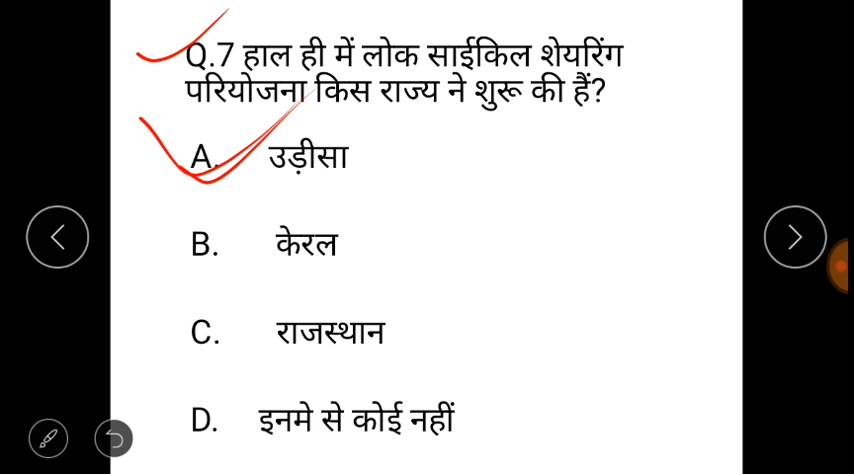 Q.7 हाल ही में लोक साईकिल शेयरिंग
परियोजना किस राज्य ने शुरू की हैं?
A. उड़ीसा
B. केरल
C. राजस्थान
D. इनमे से कोई नहीं